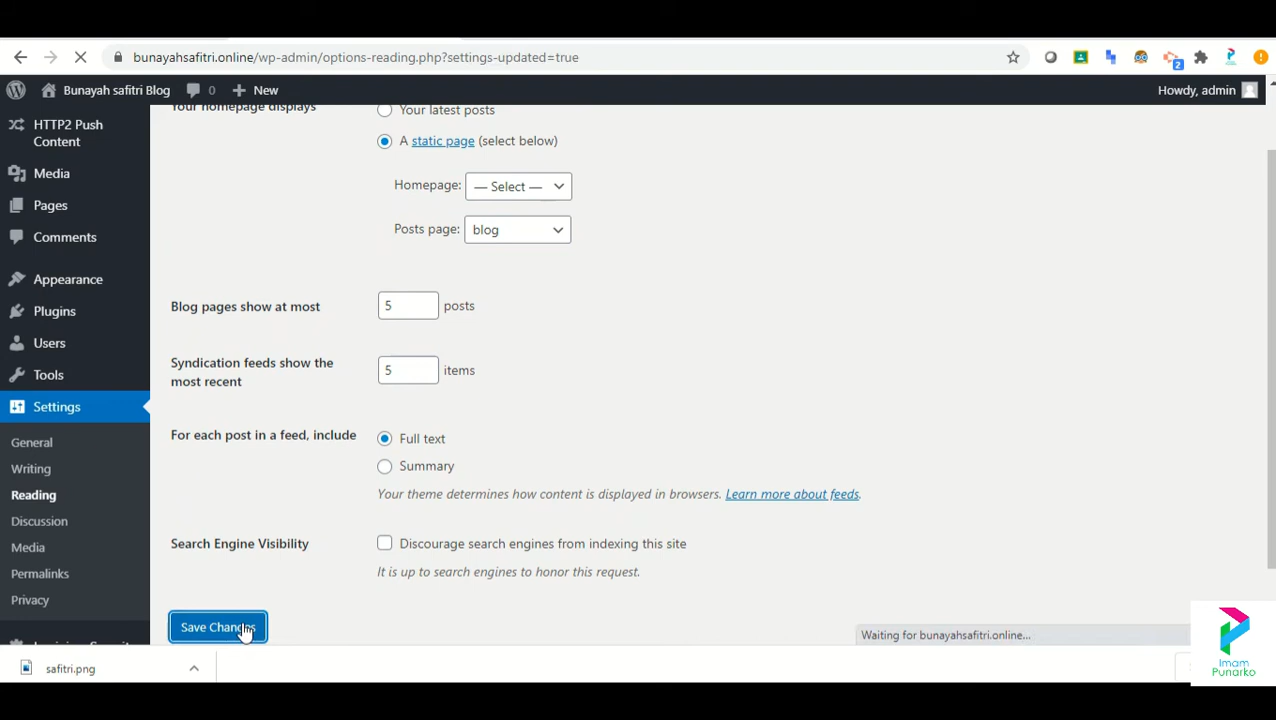 bunayahsafitri.online/wp-admin/options-reading.php?settings-updated=true
2
Bunayah safitri Blog 0 New Howdy, admin
Your homepage displays
Your latest posts
A static page (select below)
Homepage: — Select —
Posts page: blog
Blog pages show at most 5 posts
Syndication feeds show the
most recent
5 items
For each post in a feed, include
Full text
Summary
Your theme determines how content is displayed in browsers. Learn more about feeds.
Search Engine Visibility
Discourage search engines from indexing this site
It is up to search engines to honor this request.
Save Changes
HTTP2 Push
Content
Media
Pages
Comments
Appearance
Plugins
Users
Tools
Settings
General
Writing
Reading
Discussion
Media
Permalinks
Privacy
Waiting for bunayahsafitri.online...
safitri.png
Imam
Punarko